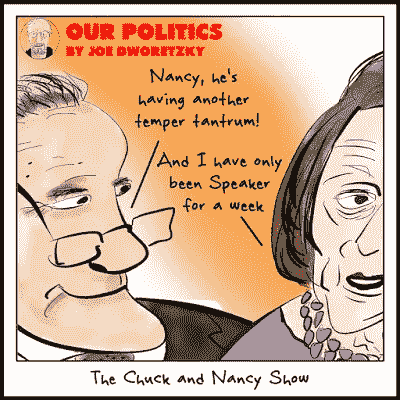 OUR POLITICS
BY JOE DWORETZKY
Nancy, he's
having another
temper tantrum!
And I have only
been Speaker
for a week
The Chuck and Nancy Show